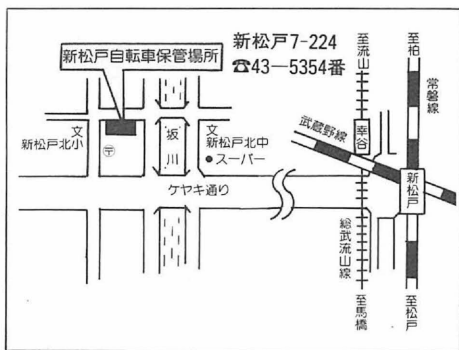 新松戸7-224
☎43—5354番
新松戸自転車保管場所
至流山
至柏
常磐線
武蔵野線
幸谷
新松戸
文
新松戸北小
〒
坂川
文
新松戸北中
スーパー
ケヤキ通り
総武流山線
至馬橋
至松戸